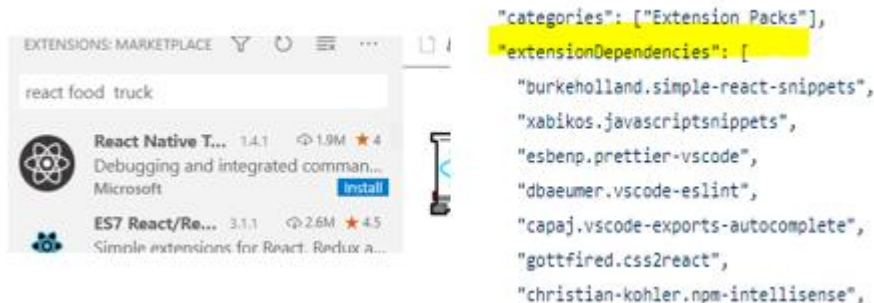 EXTENSIONS: MARKETPLACE
react food truck
React Native T... 1.4.1 1.9M ★ 4
Debugging and integrated comman...
Microsoft Install
ES7 React/Re... 3.1.1 2.6M ★ 4.5
Simple extensions for React, Redux a...
"categories": ["Extension Packs"],
"extensionDependencies": [
"burkeholland.simple-react-snippets",
"xabikos.javascriptsnippets",
"esbenp.prettier-vscode",
"dbaeumer.vscode-eslint",
"capaj.vscode-exports-autocomplete",
"gottfired.css2react",
"christian-kohler.npm-intellisense",